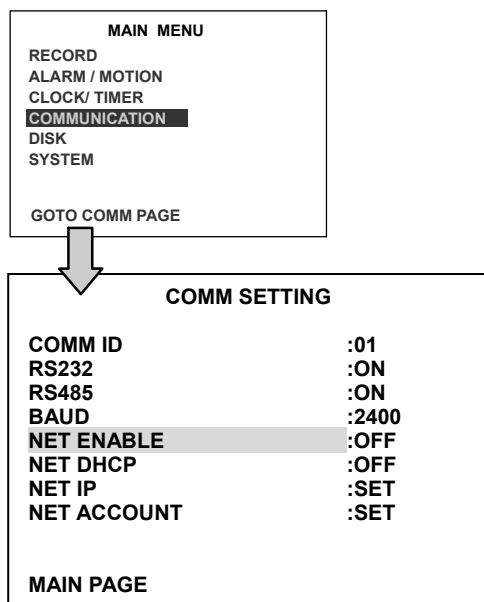 MAIN MENU
RECORD
ALARM / MOTION
CLOCK/ TIMER
COMMUNICATION
DISK
SYSTEM
GOTO COMM PAGE
COMM SETTING
COMM ID :01
RS232 :ON
RS485 :ON
BAUD :2400
NET ENABLE :OFF
NET DHCP :OFF
NET IP :SET
NET ACCOUNT :SET
MAIN PAGE